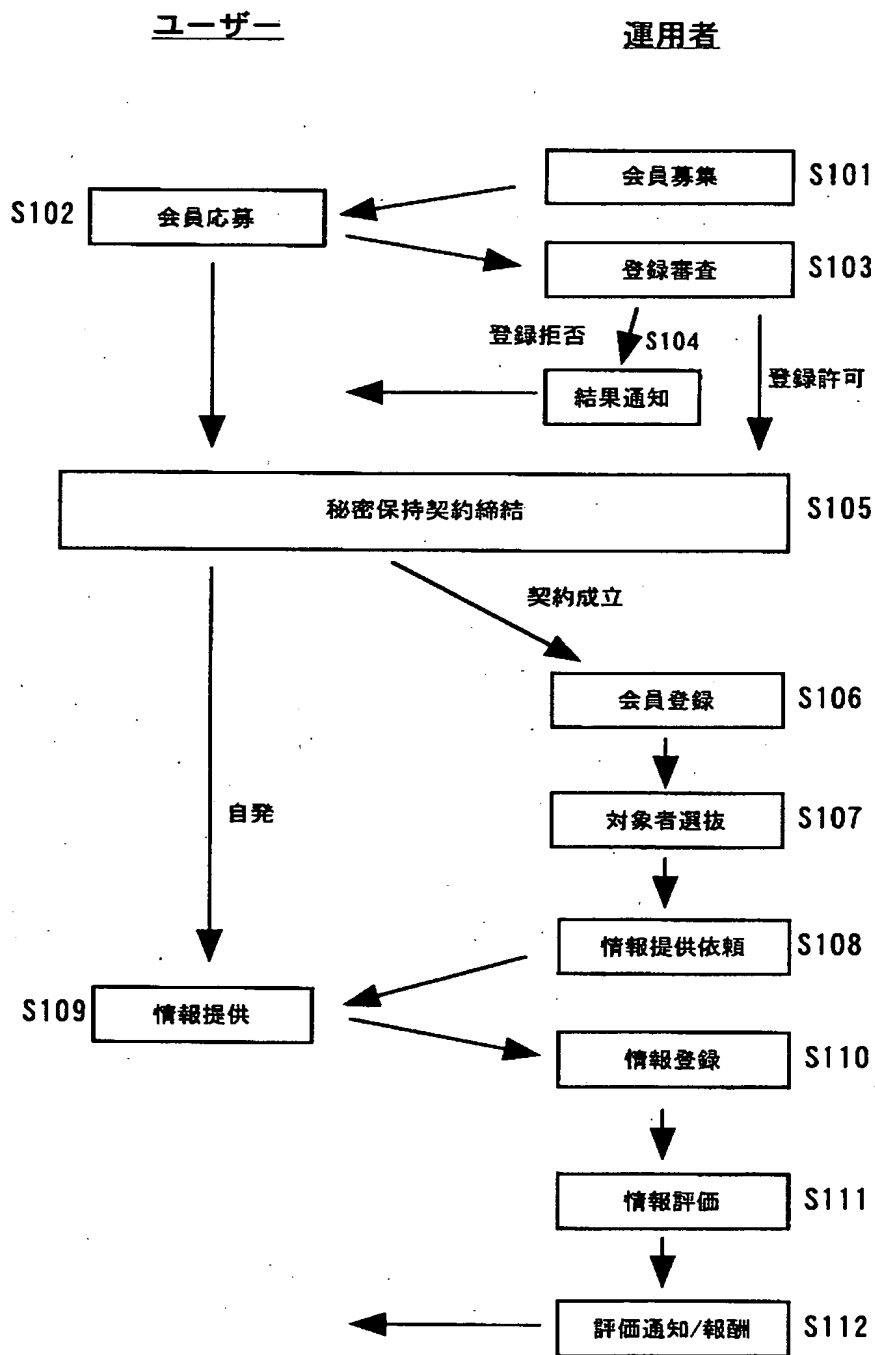 ユーザー
運用者
会員募集 S101
S102 会員応募
登録審査 S103
登録拒否 S104
登録許可
結果通知
秘密保持契約締結 S105
契約成立
会員登録 S106
自発
対象者選抜 S107
情報提供依頼 S108
S109 情報提供
情報登録 S110
情報評価 S111
評価通知/報酬 S112